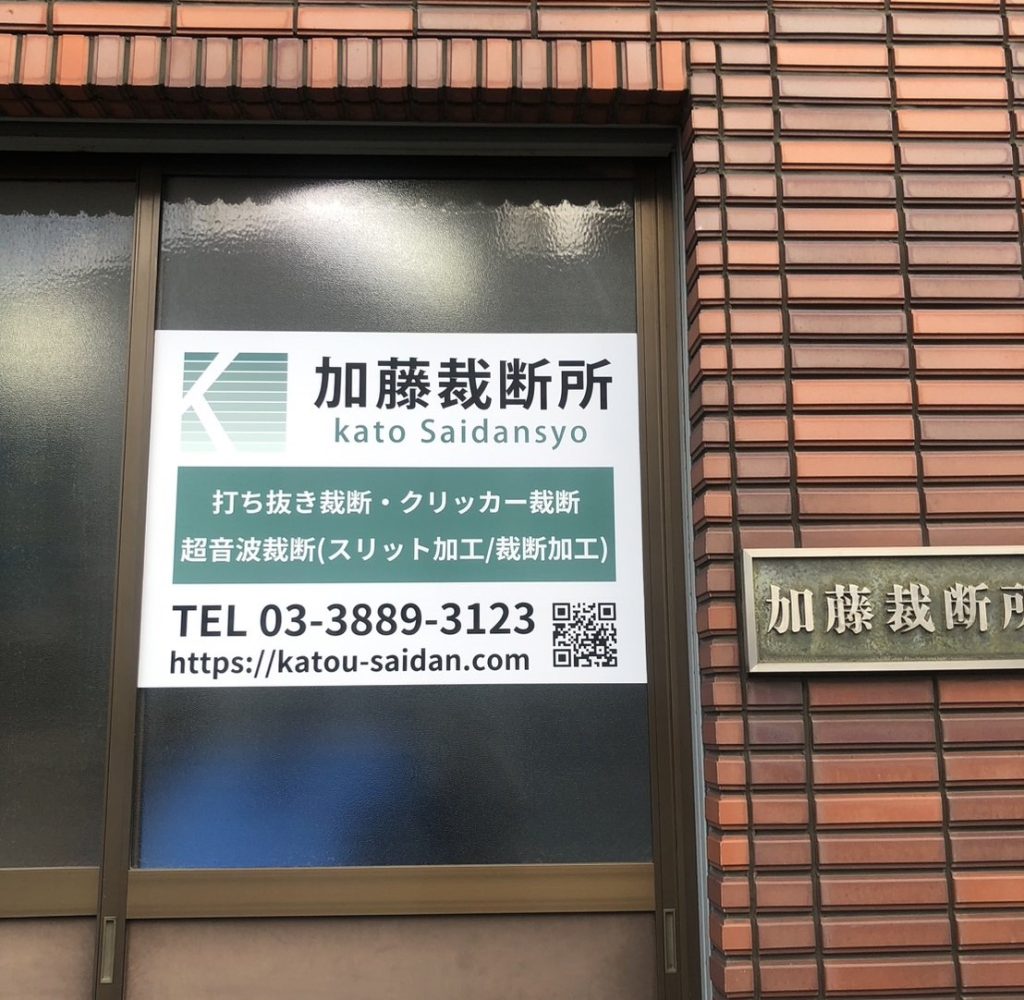 K
加藤裁断所
kato Saidansyo
打ち抜き裁断・クリッカー裁断
超音波裁断(スリット加工/裁断加工)
TEL 03-3889-3123
https://katou-saidan.com
加藤裁断所